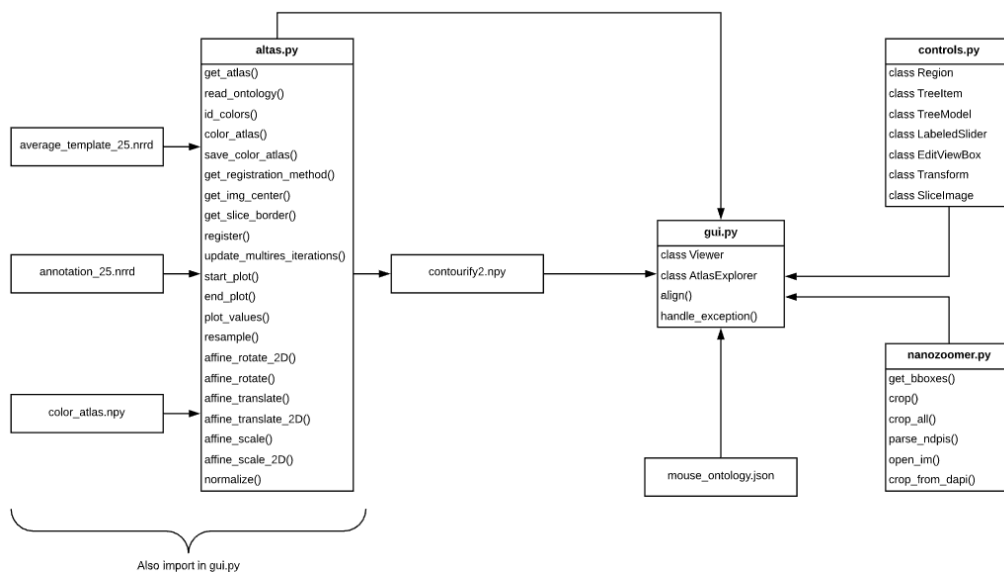 altas.py
get_atlas()
read_ontology()
id_colors()
color_atlas()
save_color_atlas()
get_registration_method()
get_img_center()
get_slice_border()
register()
update_multres_iterations()
start_plot()
end_plot()
plot_values()
resample()
affine_rotate_2D()
affine_rotate()
affine_translate()
affine_translate_2D()
affine_scale()
affine_scale_2D()
normalize()
average_template_25.nrrd
annotation_25.nrrd
color_atlas.npy
Also import in gui.py
contourify2.npy
gui.py
class Viewer
class AtlasExplorer
align()
handle_exception()
mouse_ontology.json
controls.py
class Region
class TreeItem
class TreeModel
class LabeledSlider
class EditViewBox
class Transform
class SliceImage
nanozoomer.py
get_bboxes()
crop()
crop_all()
parse_ndpis()
open_im()
crop_from_dapi()